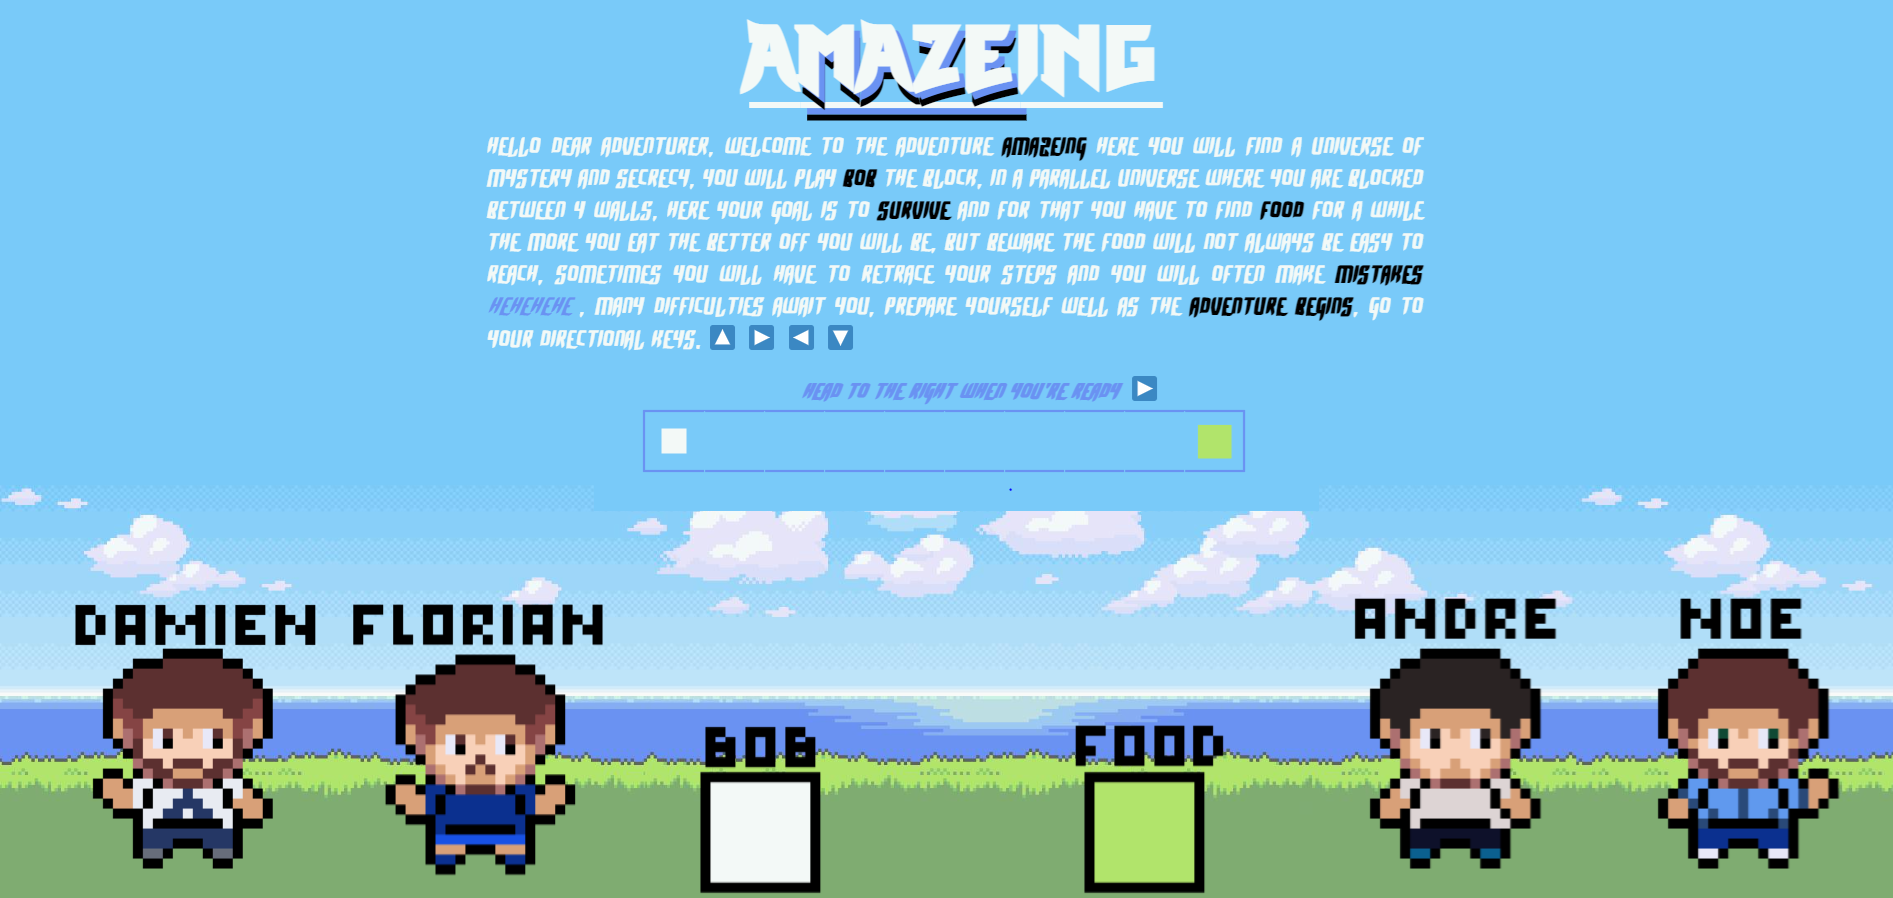 AMAZEING
HELLO DEAR ADVENTURER, WELCOME TO THE ADVENTURE AMAZEING HERE YOU WILL FIND A UNIVERSE OF
MYSTERY AND SECRECY, YOU WILL PLAY BOB THE BLOCK, IN A PARALLEL UNIVERSE WHERE YOU ARE BLOCKED
BETWEEN 4 WALLS, HERE YOUR GOAL IS TO SURVIVE AND FOR THAT YOU HAVE TO FIND FOOD FOR A WHILE
THE MORE YOU EAT THE BETTER OFF YOU WILL BE, BUT BEWARE THE FOOD WILL NOT ALWAYS BE EASY TO
REACH, SOMETIMES YOU WILL HAVE TO RETRACE YOUR STEPS AND YOU WILL OFTEN MAKE MISTAKES
HEHEHEHE , MANY DIFFICULTIES AWAIT YOU, PREPARE YOURSELF WELL AS THE ADVENTURE BEGINS, GO TO
YOUR DIRECTIONAL KEYS.
HEAD TO THE RIGHT WHEN YOU'RE READY
DAMIEN
FLORIAN
BOB
FOOD
ANDRE
NOE